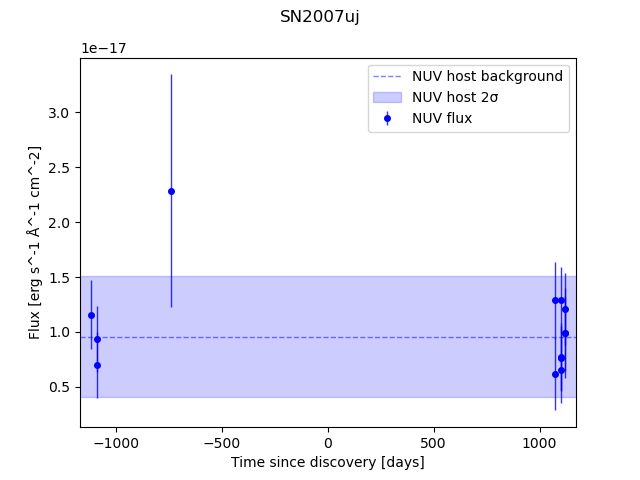 SN2007uj
1e−17
NUV host background
NUV host 2σ
NUV flux
3.0
2.5
2.0
1.5
1.0
0.5
Flux [erg s^-1 Å^-1 cm^-2]
−1000
−500
0
500
1000
Time since discovery [days]